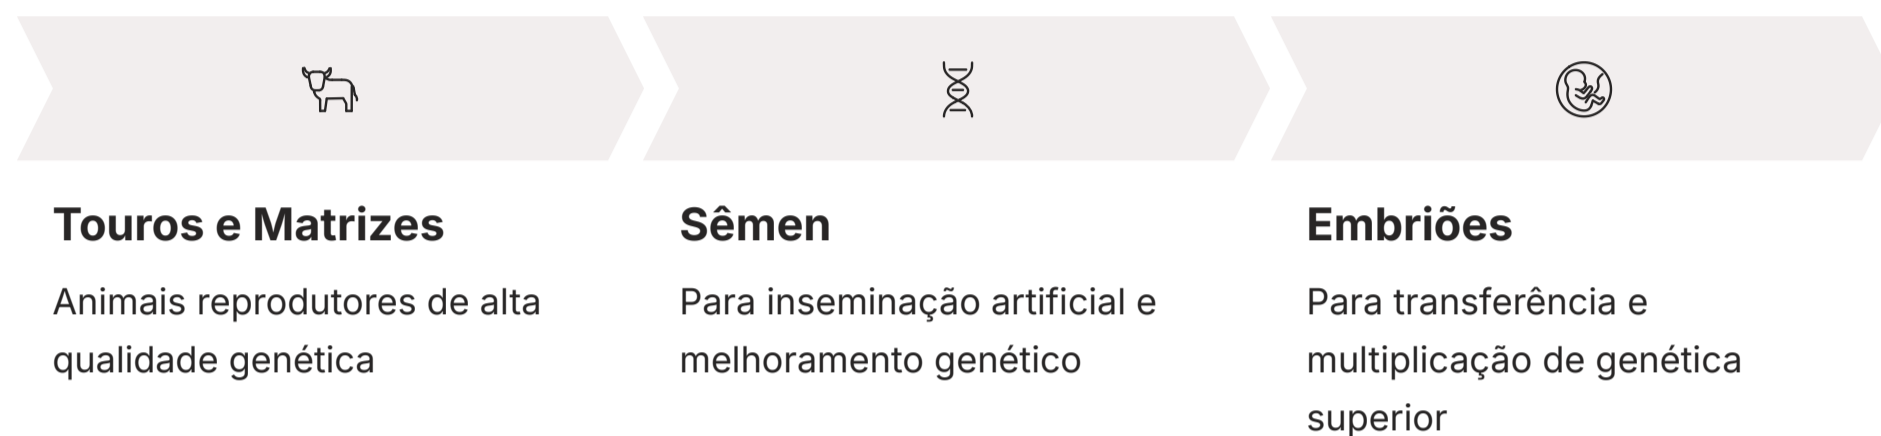 Touros e Matrizes
Animais reprodutores de alta
qualidade genética
Sêmen
Para inseminação artificial e
melhoramento genético
Embriões
Para transferência e
multiplicação de genética
superior